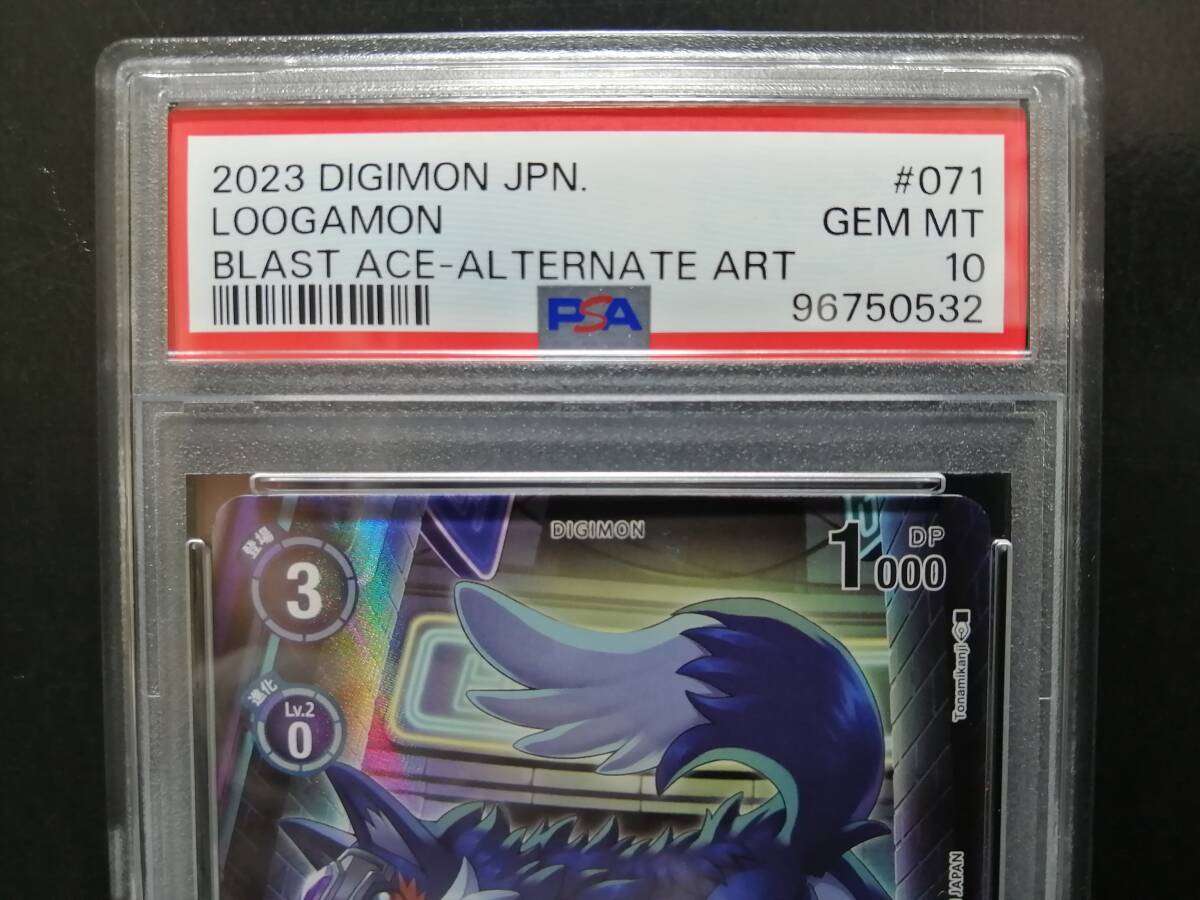 2023 DIGIMON JPN. #071
LOOGAMON GEM MT
BLAST ACE-ALTERNATE ART 10
PSA 96750532
DIGIMON
登場
3
1000
DP
進化
Lv.2
0
Tonamikanji
JAPAN